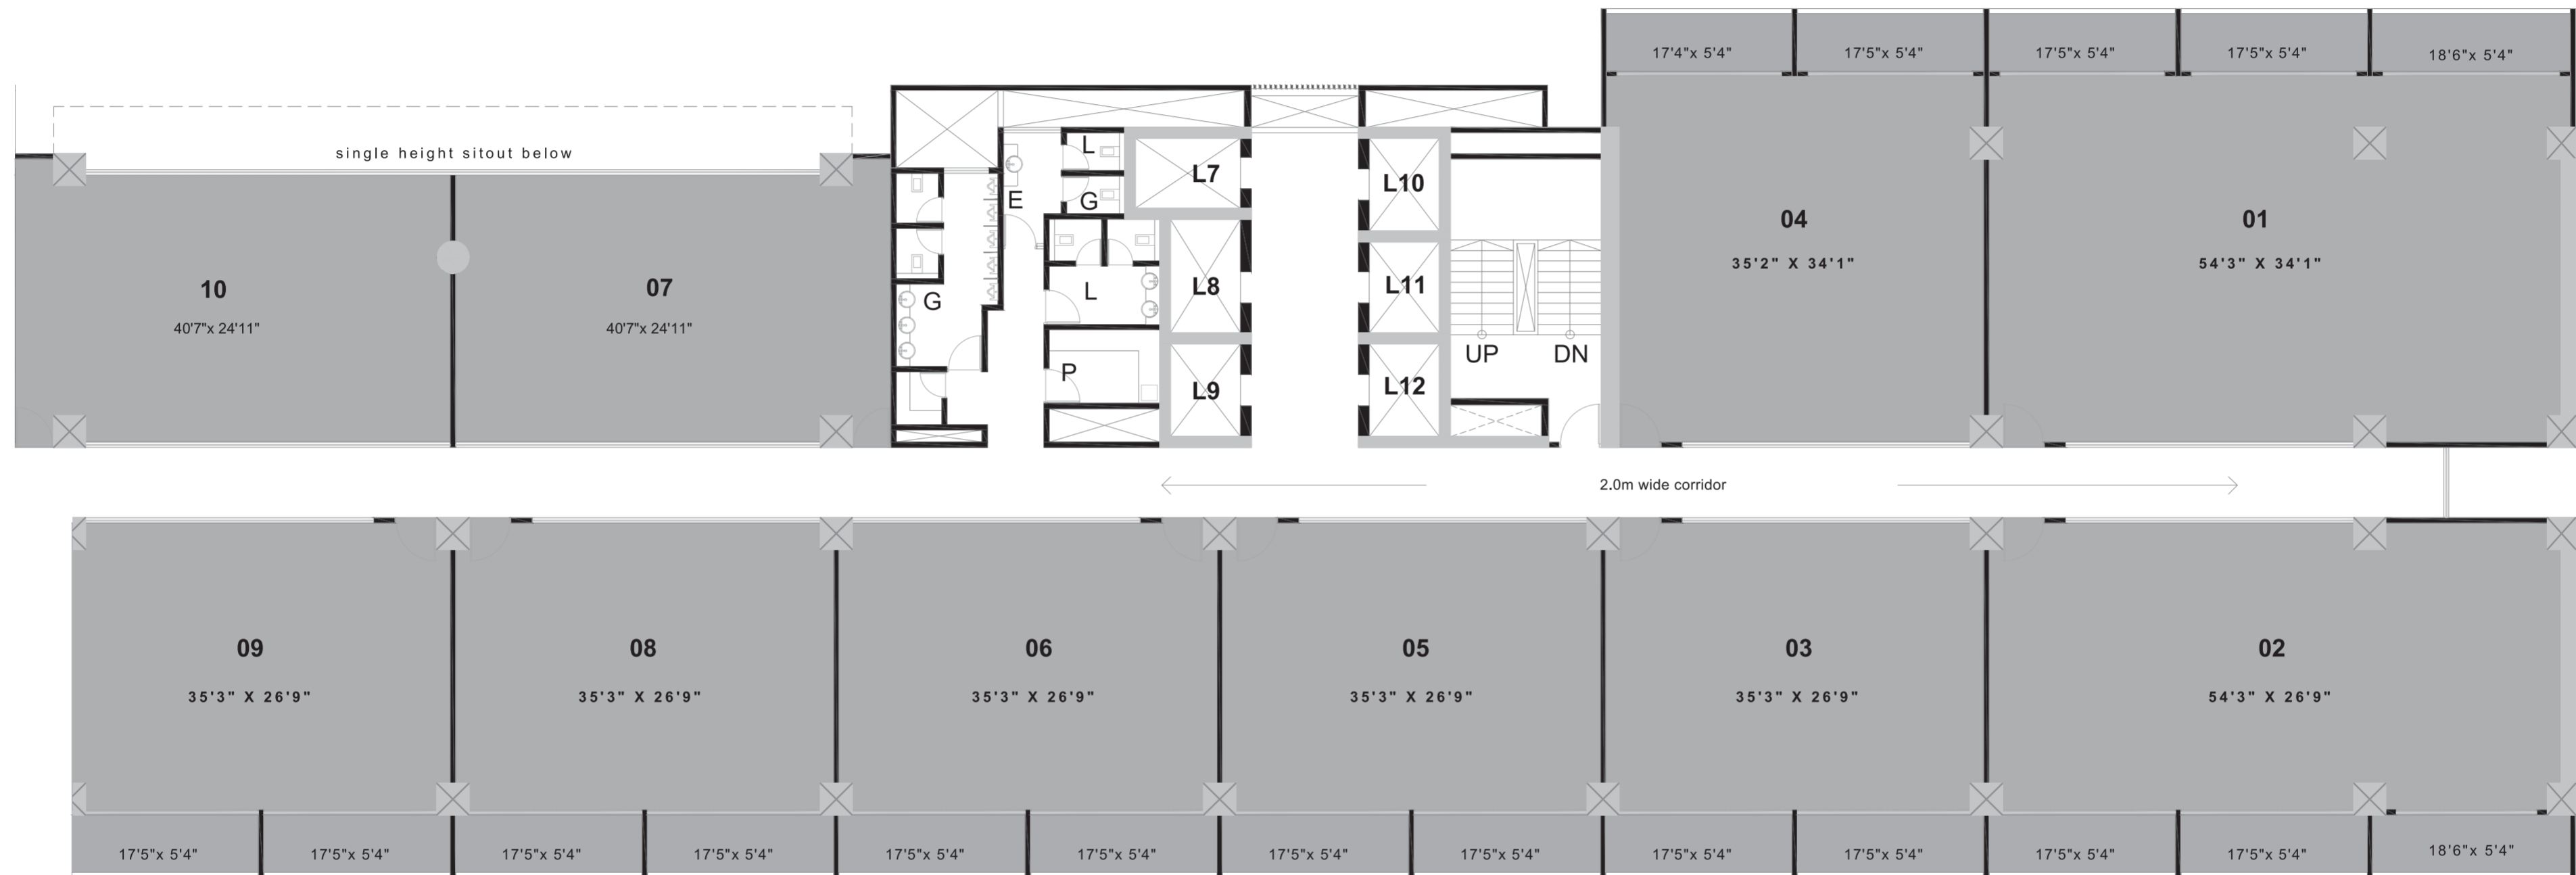 17'4"x 5'4"
17'5"x 5'4"
17'5"x 5'4"
17'5"x 5'4"
18'6"x 5'4"
single height sitout below
10
40'7"x 24'11"
07
40'7"x 24'11"
L
G
E
G
L
P
L7
L8
L9
L10
L11
L12
UP
DN
04
35'2" X 34'1"
01
54'3" X 34'1"
2.0m wide corridor
09
35'3" X 26'9"
08
35'3" X 26'9"
06
35'3" X 26'9"
05
35'3" X 26'9"
03
35'3" X 26'9"
02
54'3" X 26'9"
17'5"x 5'4"
17'5"x 5'4"
17'5"x 5'4"
17'5"x 5'4"
17'5"x 5'4"
17'5"x 5'4"
17'5"x 5'4"
17'5"x 5'4"
17'5"x 5'4"
17'5"x 5'4"
17'5"x 5'4"
17'5"x 5'4"
18'6"x 5'4"